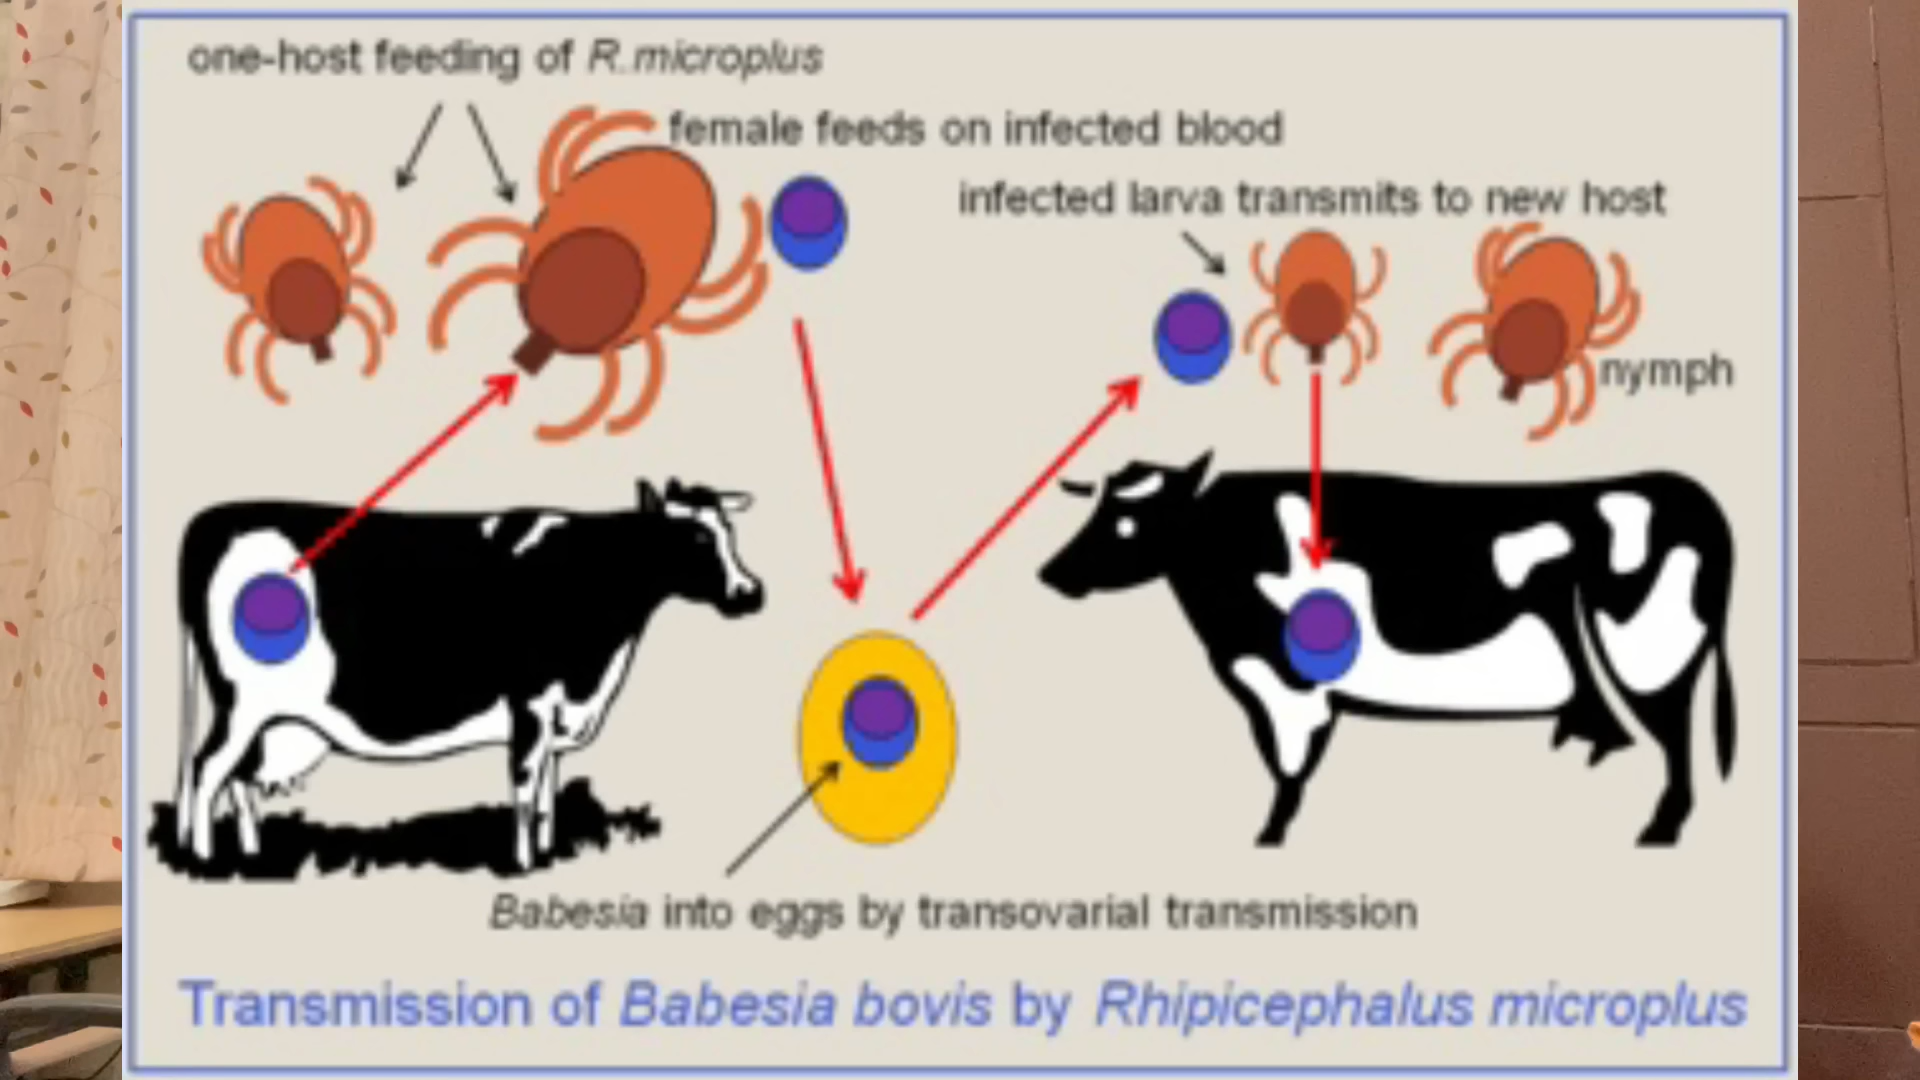 one-host feeding of R.microplus
female feeds on infected blood
infected larva transmits to new host
nymph
Babesia into eggs by transovarial transmission
Transmission of Babesia bovis by Rhipicephalus microplus